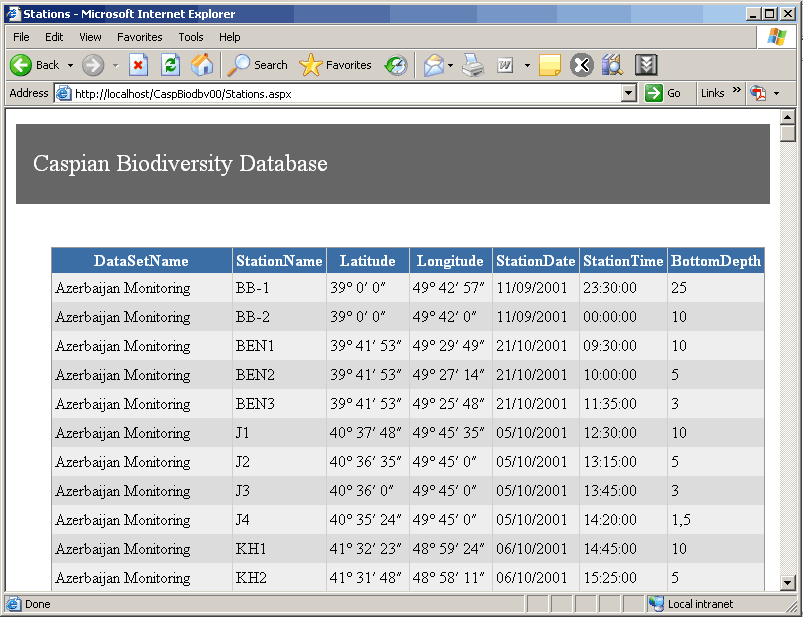 Stations - Microsoft Internet Explorer
File Edit View Favorites Tools Help
Back Search Favorites
Address http://localhost/CaspBiodbv00/Stations.aspx Go Links »
Caspian Biodiversity Database
DataSetName StationName Latitude Longitude StationDate StationTime BottomDepth
Azerbaijan Monitoring BB-1 39° 0′ 0″ 49° 42′ 57″ 11/09/2001 23:30:00 25
Azerbaijan Monitoring BB-2 39° 0′ 0″ 49° 42′ 0″ 11/09/2001 00:00:00 10
Azerbaijan Monitoring BEN1 39° 41′ 53″ 49° 29′ 49″ 21/10/2001 09:30:00 10
Azerbaijan Monitoring BEN2 39° 41′ 53″ 49° 27′ 14″ 21/10/2001 10:00:00 5
Azerbaijan Monitoring BEN3 39° 41′ 53″ 49° 25′ 48″ 21/10/2001 11:35:00 3
Azerbaijan Monitoring J1 40° 37′ 48″ 49° 45′ 35″ 05/10/2001 12:30:00 10
Azerbaijan Monitoring J2 40° 36′ 35″ 49° 45′ 0″ 05/10/2001 13:15:00 5
Azerbaijan Monitoring J3 40° 36′ 0″ 49° 45′ 0″ 05/10/2001 13:45:00 3
Azerbaijan Monitoring J4 40° 35′ 24″ 49° 45′ 0″ 05/10/2001 14:20:00 1,5
Azerbaijan Monitoring KH1 41° 32′ 23″ 48° 59′ 24″ 06/10/2001 14:45:00 10
Azerbaijan Monitoring KH2 41° 31′ 48″ 48° 58′ 11″ 06/10/2001 15:25:00 5
Done Local intranet